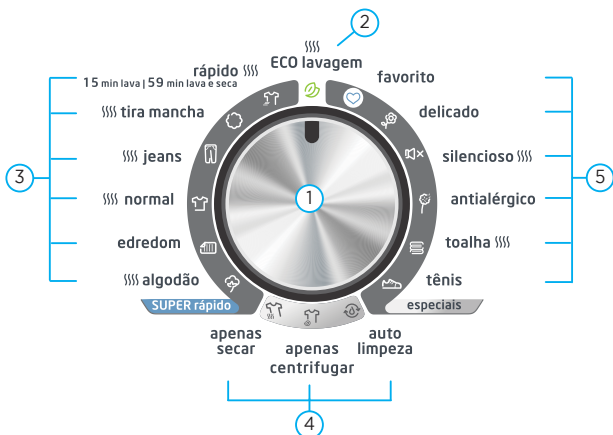 2
ECO lavagem
rápido
15 min lava | 59 min lava e seca
tira mancha
jeans
normal
edredom
algodão
SUPER rápido
3
1
favorito
delicado
silencioso
antialérgico
toalha
tênis
especiais
5
apenas
secar
apenas
centrifugar
auto
limpeza
4